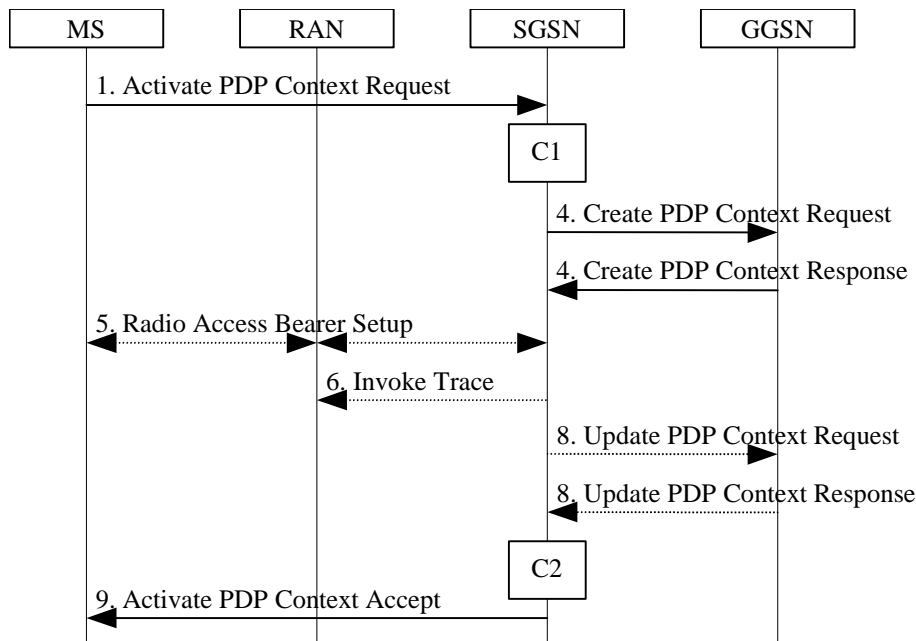 MS
RAN
SGSN
GGSN
1. Activate PDP Context Request
C1
4. Create PDP Context Request
4. Create PDP Context Response
5. Radio Access Bearer Setup
6. Invoke Trace
8. Update PDP Context Request
8. Update PDP Context Response
C2
9. Activate PDP Context Accept